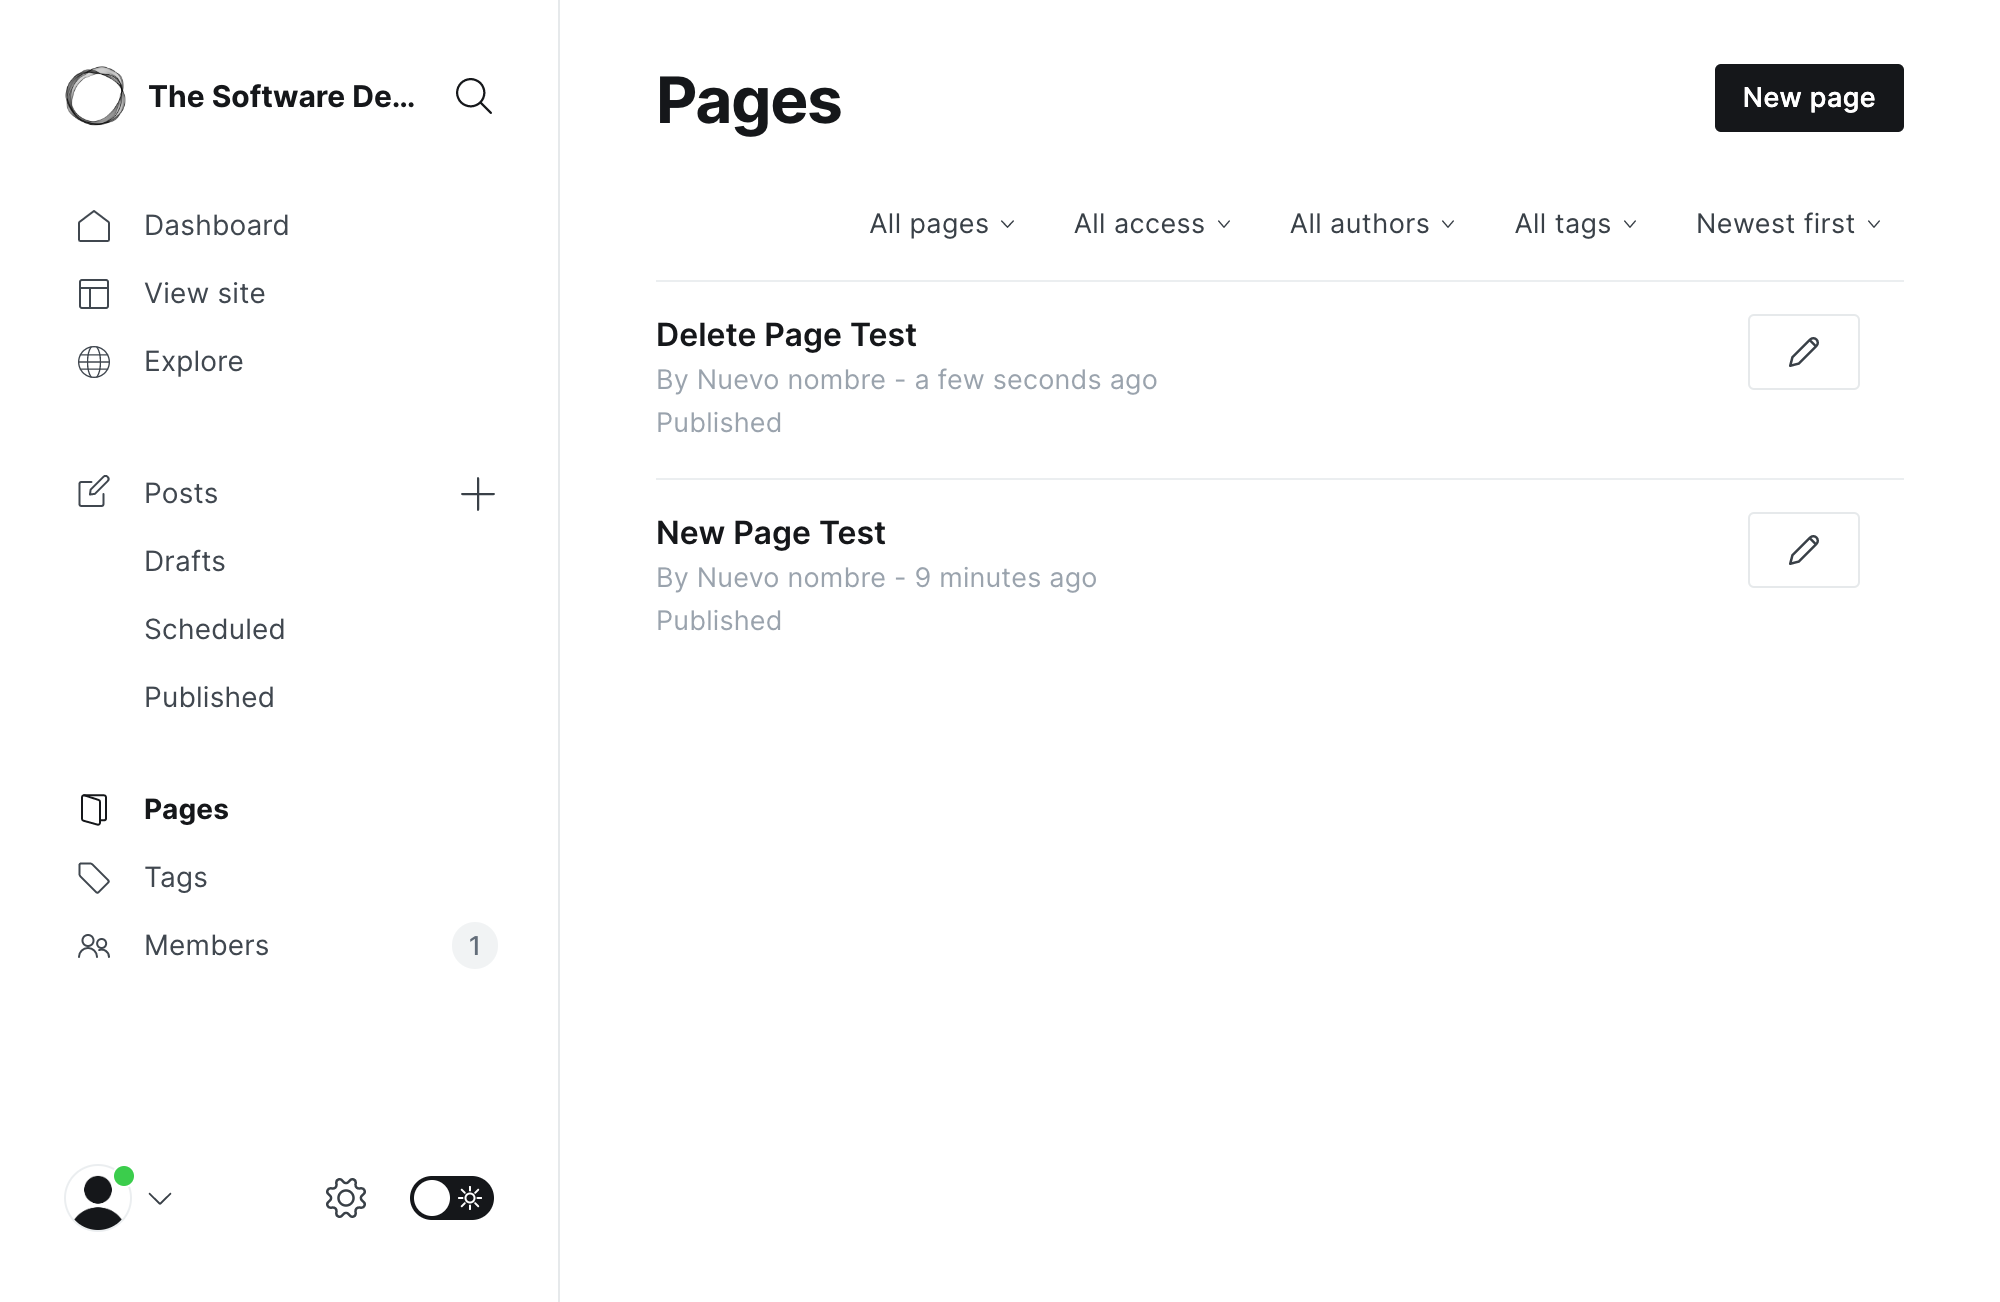 The Software De...
Dashboard
View site
Explore
Posts
Drafts
Scheduled
Published
Pages
Tags
Members 1
Pages
New page
All pages All access All authors All tags Newest first
Delete Page Test
By Nuevo nombre - a few seconds ago
Published
New Page Test
By Nuevo nombre - 9 minutes ago
Published